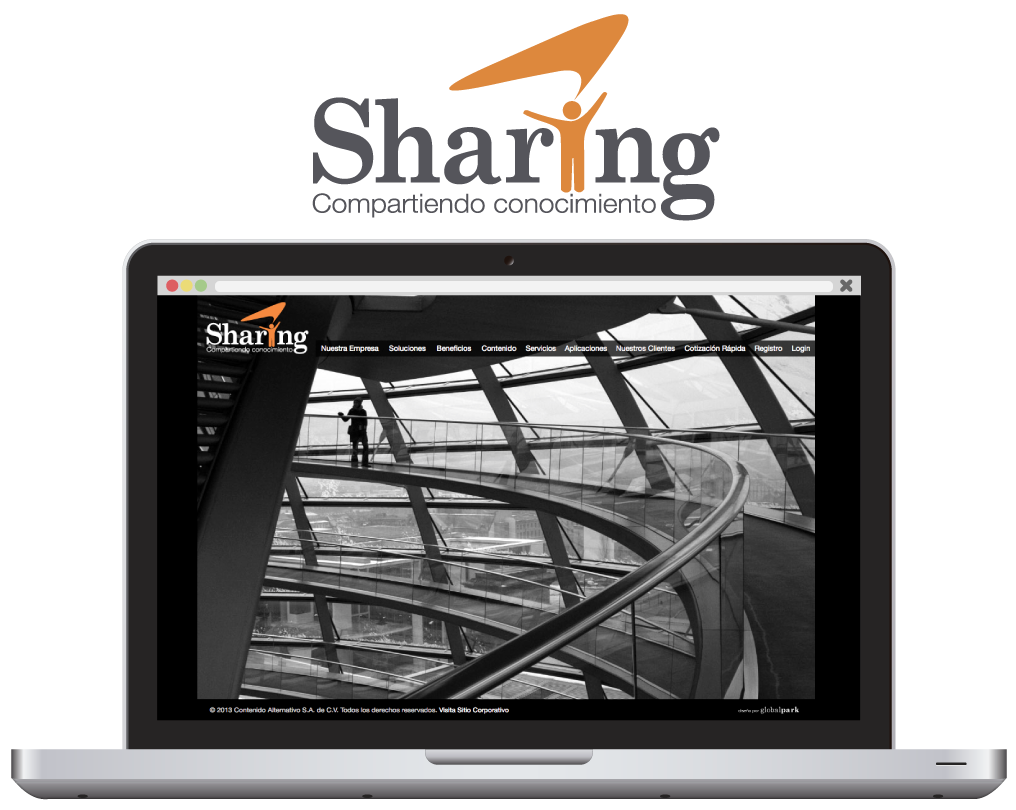 Sharing
Compartiendo conocimiento
Sharing
Compartiendo conocimiento
Nuestra Empresa Soluciones Beneficios Contenido Servicios Aplicaciones Nuestros Clientes Cotización Rápida Registro Login
© 2013 Contenido Alternativo S.A. de C.V. Todos los derechos reservados. Visita Sitio Corporativo
diseño por globalpark